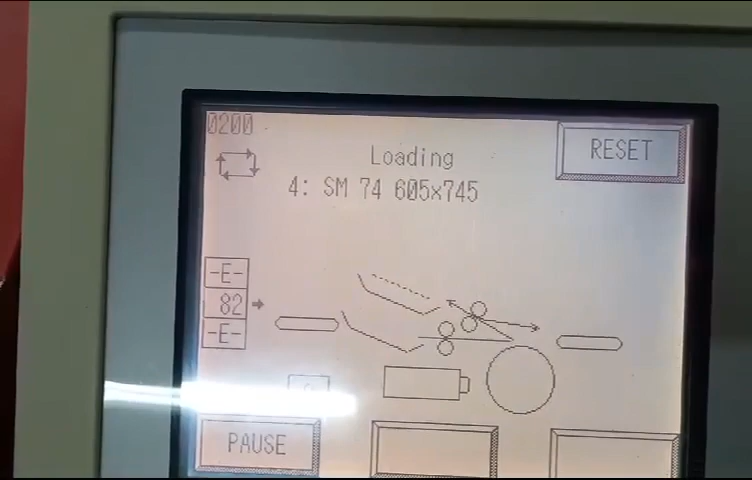 0200
Loading
RESET
4: SM 74 605x745
-E-
82
-E-
PAUSE